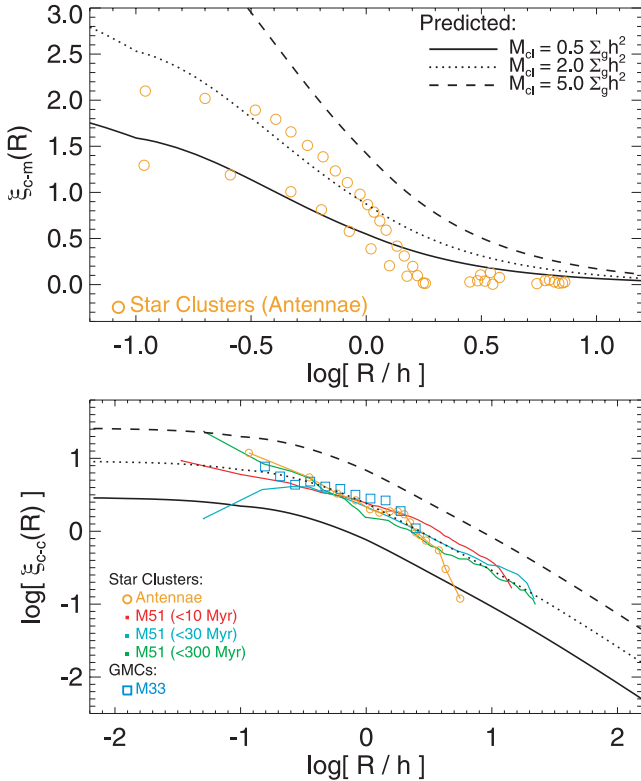 Predicted:
M_cl = 0.5 Σ_g h^2
M_cl = 2.0 Σ_g h^2
M_cl = 5.0 Σ_g h^2
3.0
2.5
2.0
1.5
1.0
0.5
0.0
ξ_c-m(R)
Star Clusters (Antennae)
-1.0 -0.5 0.0 0.5 1.0
log[ R / h ]
1
0
-1
-2
log[ ξ_c-c(R) ]
Star Clusters:
Antennae
M51 (<10 Myr)
M51 (<30 Myr)
M51 (<300 Myr)
GMCs:
M33
-2 -1 0 1 2
log[ R / h ]